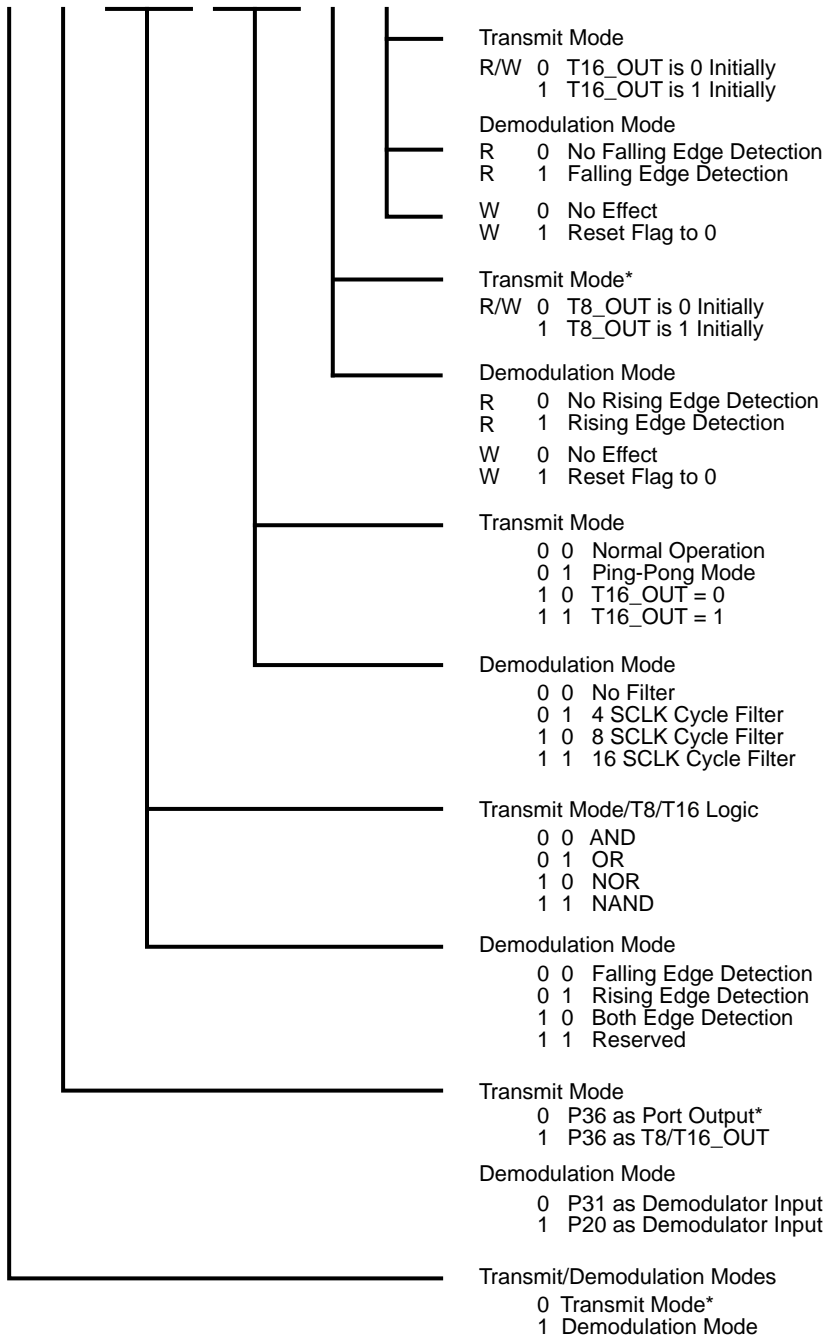 Transmit Mode
R/W 0 T16_OUT is 0 Initially
1 T16_OUT is 1 Initially
Demodulation Mode
R 0 No Falling Edge Detection
R 1 Falling Edge Detection
W 0 No Effect
W 1 Reset Flag to 0
Transmit Mode*
R/W 0 T8_OUT is 0 Initially
1 T8_OUT is 1 Initially
Demodulation Mode
R 0 No Rising Edge Detection
R 1 Rising Edge Detection
W 0 No Effect
W 1 Reset Flag to 0
Transmit Mode
0 0 Normal Operation
0 1 Ping-Pong Mode
1 0 T16_OUT = 0
1 1 T16_OUT = 1
Demodulation Mode
0 0 No Filter
0 1 4 SCLK Cycle Filter
1 0 8 SCLK Cycle Filter
1 1 16 SCLK Cycle Filter
Transmit Mode/T8/T16 Logic
0 0 AND
0 1 OR
1 0 NOR
1 1 NAND
Demodulation Mode
0 0 Falling Edge Detection
0 1 Rising Edge Detection
1 0 Both Edge Detection
1 1 Reserved
Transmit Mode
0 P36 as Port Output*
1 P36 as T8/T16_OUT
Demodulation Mode
0 P31 as Demodulator Input
1 P20 as Demodulator Input
Transmit/Demodulation Modes
0 Transmit Mode*
1 Demodulation Mode